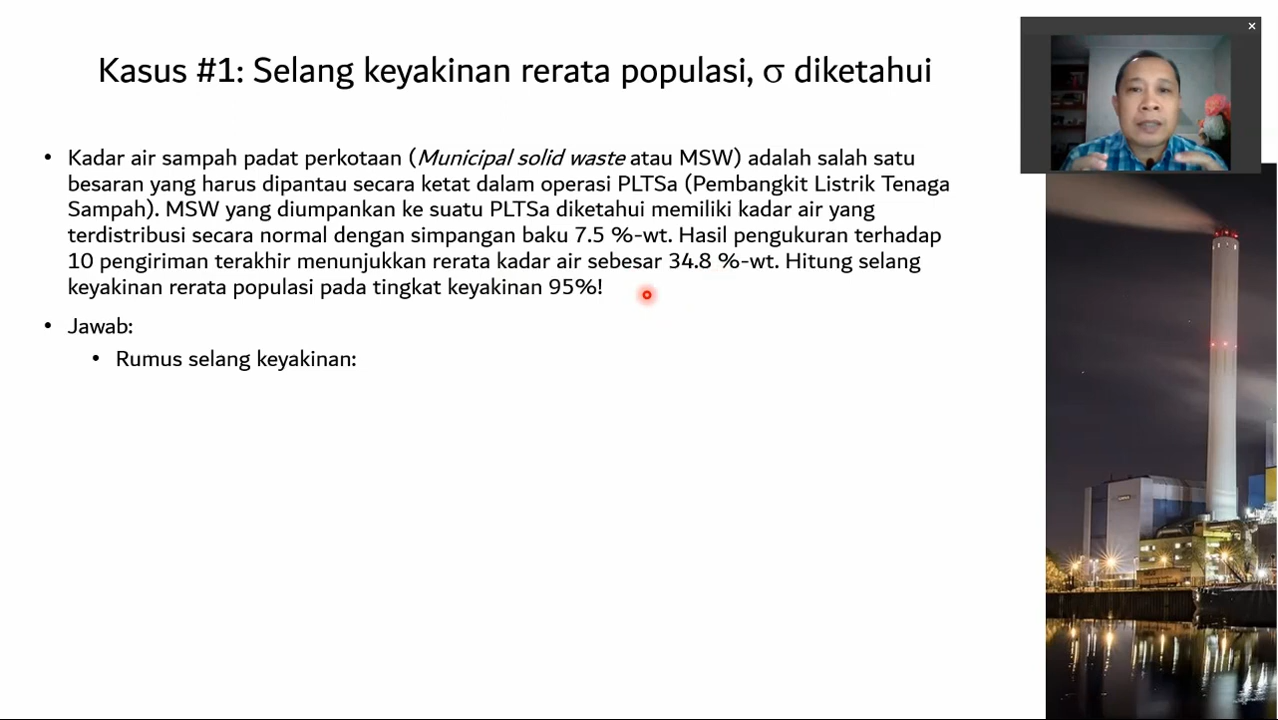 Kasus #1: Selang keyakinan rerata populasi, σ diketahui
• Kadar air sampah padat perkotaan (Municipal solid waste atau MSW) adalah salah satu
besaran yang harus dipantau secara ketat dalam operasi PLTSa (Pembangkit Listrik Tenaga
Sampah). MSW yang diumpankan ke suatu PLTSa diketahui memiliki kadar air yang
terdistribusi secara normal dengan simpangan baku 7.5 %-wt. Hasil pengukuran terhadap
10 pengiriman terakhir menunjukkan rerata kadar air sebesar 34.8 %-wt. Hitung selang
keyakinan rerata populasi pada tingkat keyakinan 95%!
• Jawab:
• Rumus selang keyakinan: